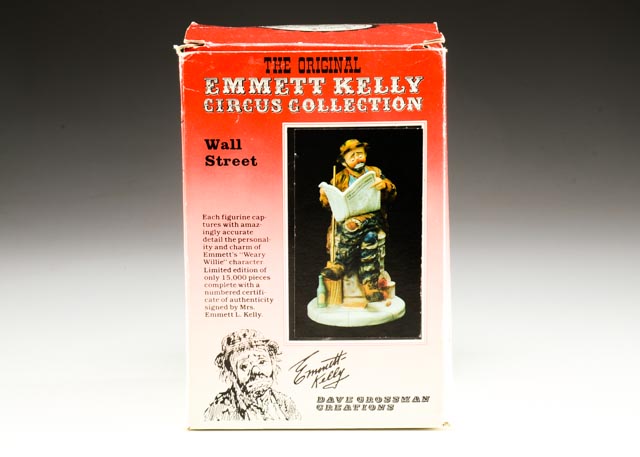 THE ORIGINAL
EMMETT KELLY
CIRCUS COLLECTION
Wall
Street
Each figurine cap-
tures with amaz-
ingly accurate
detail the personal-
ity and charm of
Emmett's "Weary
Willie" character.
Limited edition of
only 15,000 pieces
complete with a
numbered certifi-
cate of authenticity
signed by Mrs.
Emmett L. Kelly.
Emmett
Kelly
DAVE GROSSMAN
CREATIONS